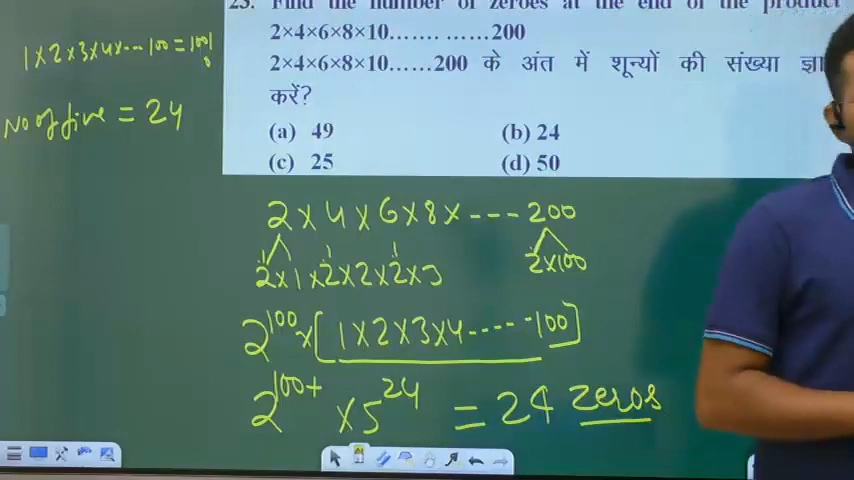 23. Find the number of zeroes at the end of the product
2×4×6×8×10....... ......200
2×4×6×8×10......200 के अंत में शून्यों की संख्या
करें?
(a) 49 (b) 24
(c) 25 (d) 50
1×2×3×4×---100=100!
No of five = 24
2×4×6×8×----200
2×1×2×2×2×3 2×100
2^100×[1×2×3×4-----100]
2^100+ ×5^24 = 24 zeros